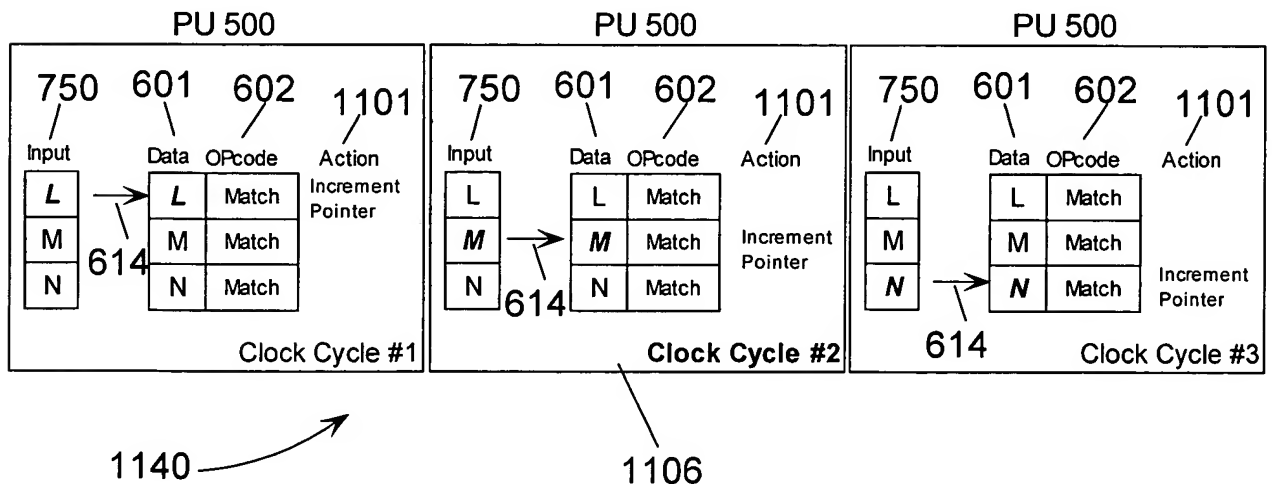 PU 500
750 601 602 1101
Input Data OPcode Action
L L Match Increment
Pointer
M M Match
614
N N Match
Clock Cycle #1
PU 500
750 601 602 1101
Input Data OPcode Action
L L Match
M M Match Increment
Pointer
N N Match
614
Clock Cycle #2
PU 500
750 601 602 1101
Input Data OPcode Action
L L Match
M M Match
N N Match Increment
Pointer
614
Clock Cycle #3
1140
1106